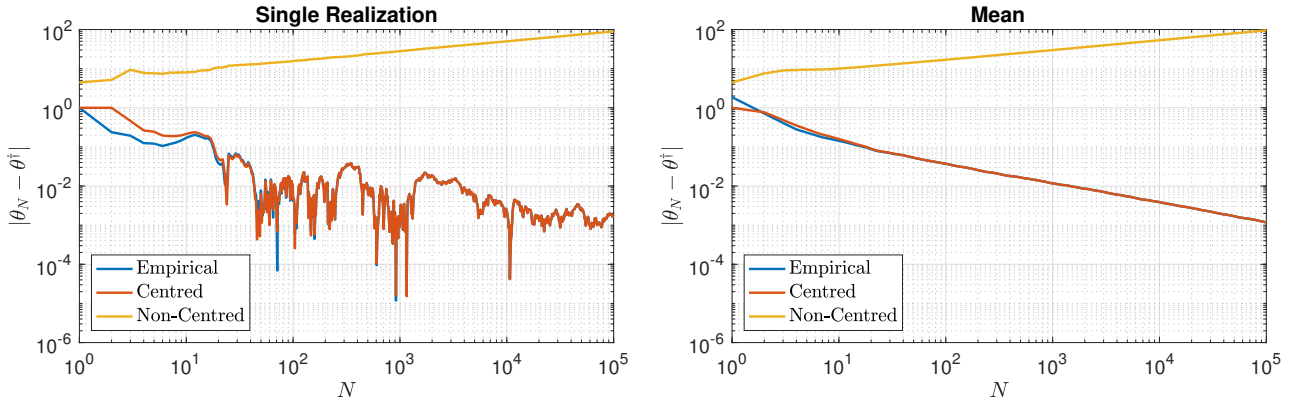 Single Realization
10^2
10^0
10^-2
10^-4
10^-6
|θ_N − θ^†|
Empirical
Centred
Non-Centred
10^0 10^1 10^2 10^3 10^4 10^5
N
Mean
10^2
10^0
10^-2
10^-4
10^-6
|θ_N − θ^†|
Empirical
Centred
Non-Centred
10^0 10^1 10^2 10^3 10^4 10^5
N